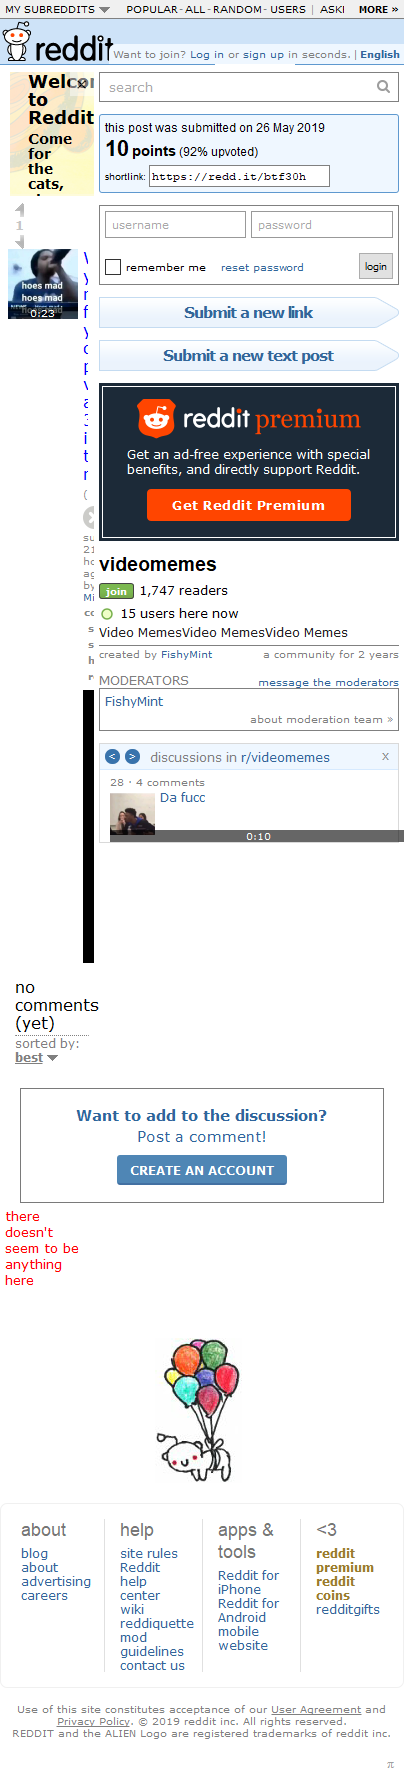 MY SUBREDDITS
POPULAR - ALL - RANDOM - USERS | ASKI
MORE »
reddit
Want to join? Log in or sign up in seconds. | English
Welcom
to
Reddit
Come
for
the
cats,
1
hoes mad
hoes mad
hoes mad
0:23
search
this post was submitted on 26 May 2019
10 points (92% upvoted)
shortlink: https://redd.it/btf30h
username
password
remember me
reset password
login
Submit a new link
Submit a new text post
reddit premium
Get an ad-free experience with special
benefits, and directly support Reddit.
Get Reddit Premium
videomemes
join 1,747 readers
15 users here now
Video MemesVideo MemesVideo Memes
created by FishyMint
a community for 2 years
MODERATORS
message the moderators
FishyMint
about moderation team »
< > discussions in r/videomemes X
28 · 4 comments
Da fucc
0:10
no
comments
(yet)
sorted by:
best
Want to add to the discussion?
Post a comment!
CREATE AN ACCOUNT
there
doesn't
seem to be
anything
here
about
blog
about
advertising
careers
help
site rules
Reddit
help
center
wiki
reddiquette
mod
guidelines
contact us
apps &
tools
Reddit for
iPhone
Reddit for
Android
mobile
website
<3
reddit
premium
reddit
coins
redditgifts
Use of this site constitutes acceptance of our User Agreement and
Privacy Policy. © 2019 reddit inc. All rights reserved.
REDDIT and the ALIEN Logo are registered trademarks of reddit inc.
π